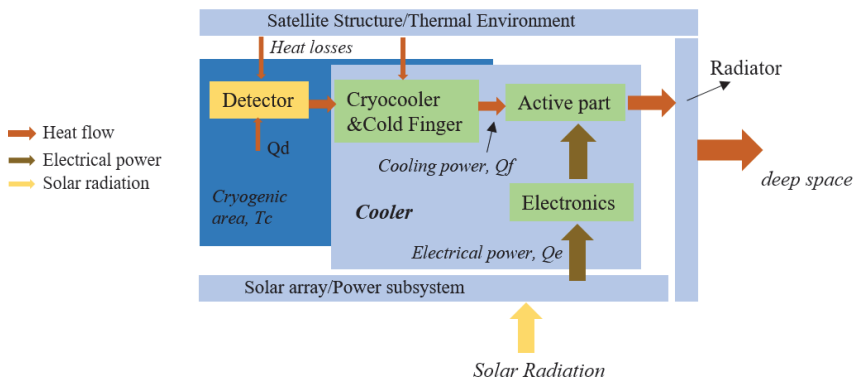 Satellite Structure/Thermal Environment
Heat losses
Radiator
Detector
Cryocooler
&Cold Finger
Active part
Heat flow
Electrical power
Solar radiation
Qd
Cooling power, Qf
deep space
Cryogenic
area, Tc
Cooler
Electronics
Electrical power, Qe
Solar array/Power subsystem
Solar Radiation